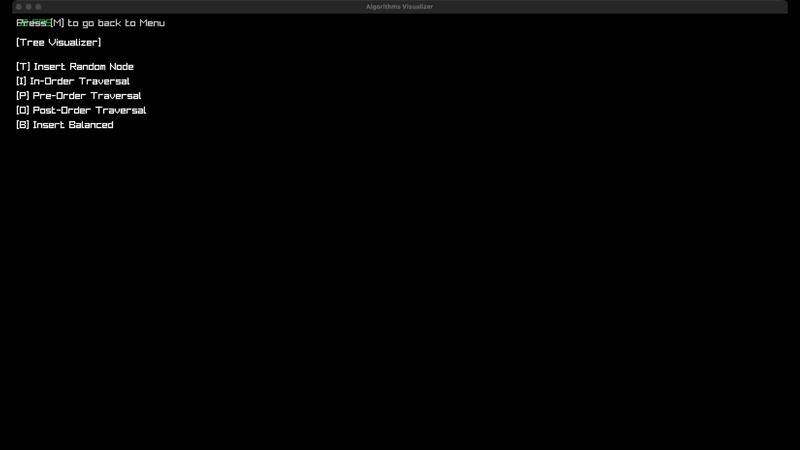 Algorithms Visualizer
Press [M] to go back to Menu
[Tree Visualizer]
[T] Insert Random Node
[I] In-Order Traversal
[P] Pre-Order Traversal
[O] Post-Order Traversal
[B] Insert Balanced